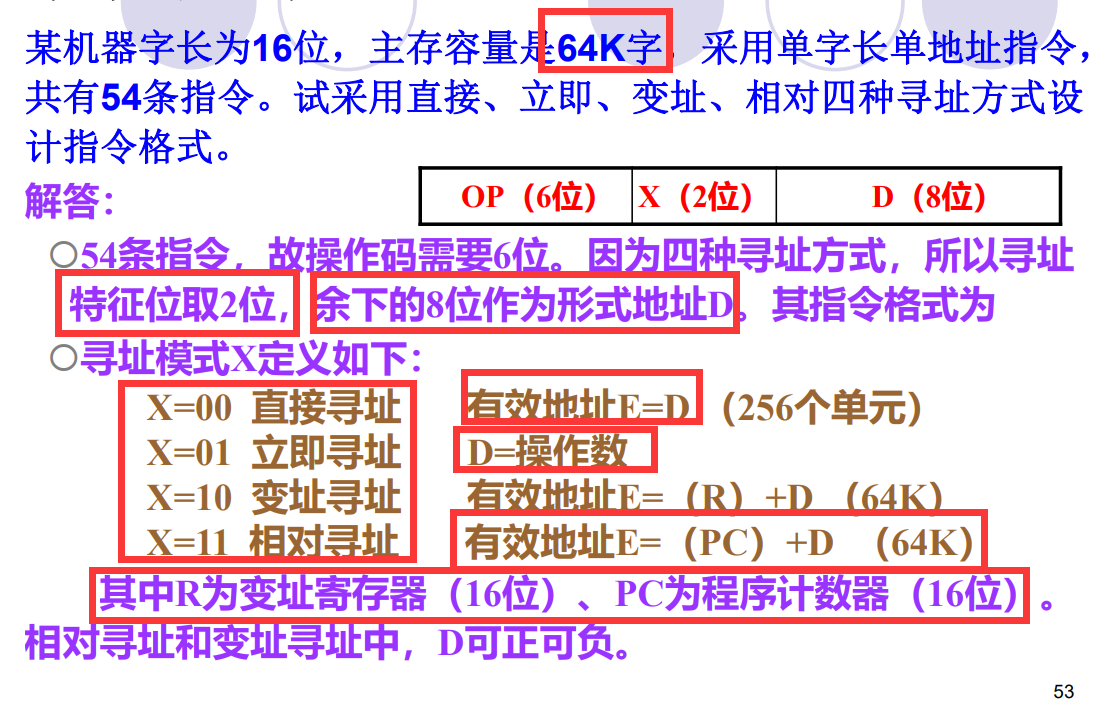 某机器字长为16位，主存容量是64K字，采用单字长单地址指令，
共有54条指令。试采用直接、立即、变址、相对四种寻址方式设
计指令格式。
解答：
OP（6位） X（2位） D（8位）
○54条指令，故操作码需要6位。因为四种寻址方式，所以寻址
特征位取2位，余下的8位作为形式地址D。其指令格式为
○寻址模式X定义如下：
X=00 直接寻址 有效地址E=D （256个单元）
X=01 立即寻址 D=操作数
X=10 变址寻址 有效地址E=（R）+D （64K）
X=11 相对寻址 有效地址E=（PC）+D （64K）
其中R为变址寄存器（16位）、PC为程序计数器（16位）。
相对寻址和变址寻址中，D可正可负。
53